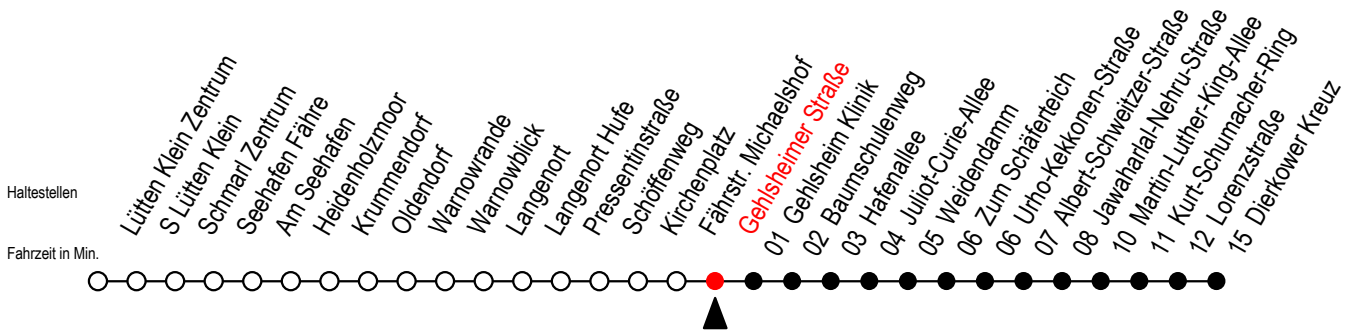 Haltestellen
Fahrzeit in Min.
Lütten Klein Zentrum
S Lütten Klein
Schmarl Zentrum
Seehafen Fähre
Am Seehafen
Heidenholzmoor
Krummendorf
Oldendorf
Warnowrande
Warnowblick
Langenort
Langenort Hufe
Pressentinstraße
Schöffenweg
Kirchenplatz
Fährstr. Michaelshof
Gehlsheimer Straße
01 Gehlsheim Klinik
02 Baumschulenweg
03 Hafenallee
04 Juliot-Curie-Allee
05 Weidendamm
06 Zum Schäferteich
06 Urho-Kekkonen-Straße
07 Albert-Schweitzer-Straße
08 Jawaharlal-Nehru-Straße
10 Martin-Luther-King-Allee
11 Kurt-Schumacher-Ring
12 Lorenzstraße
15 Dierkower Kreuz